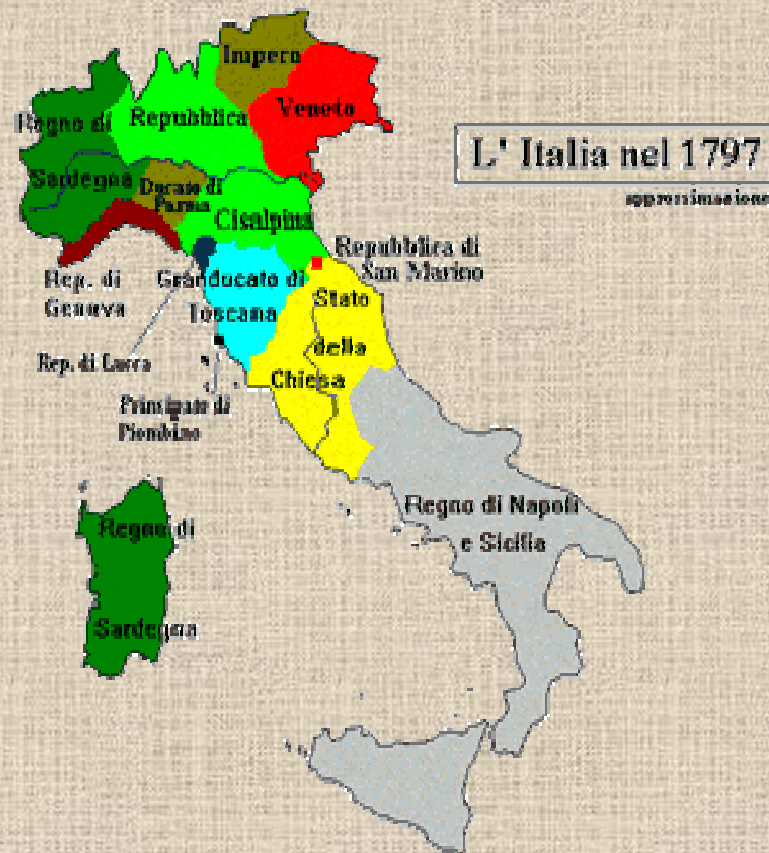 L' Italia nel 1797
approssimazione
Impero
Veneto
Regno di
Repubblica
Sardegna
Ducato di
Parma
Cisalpina
Repubblica di
San Marino
Rep. di
Genova
Granducato di
Toscana
Stato
della
Chiesa
Rep. di Lucca
Principato di
Piombino
Regno di Napoli
e Sicilia
Regno di
Sardegna